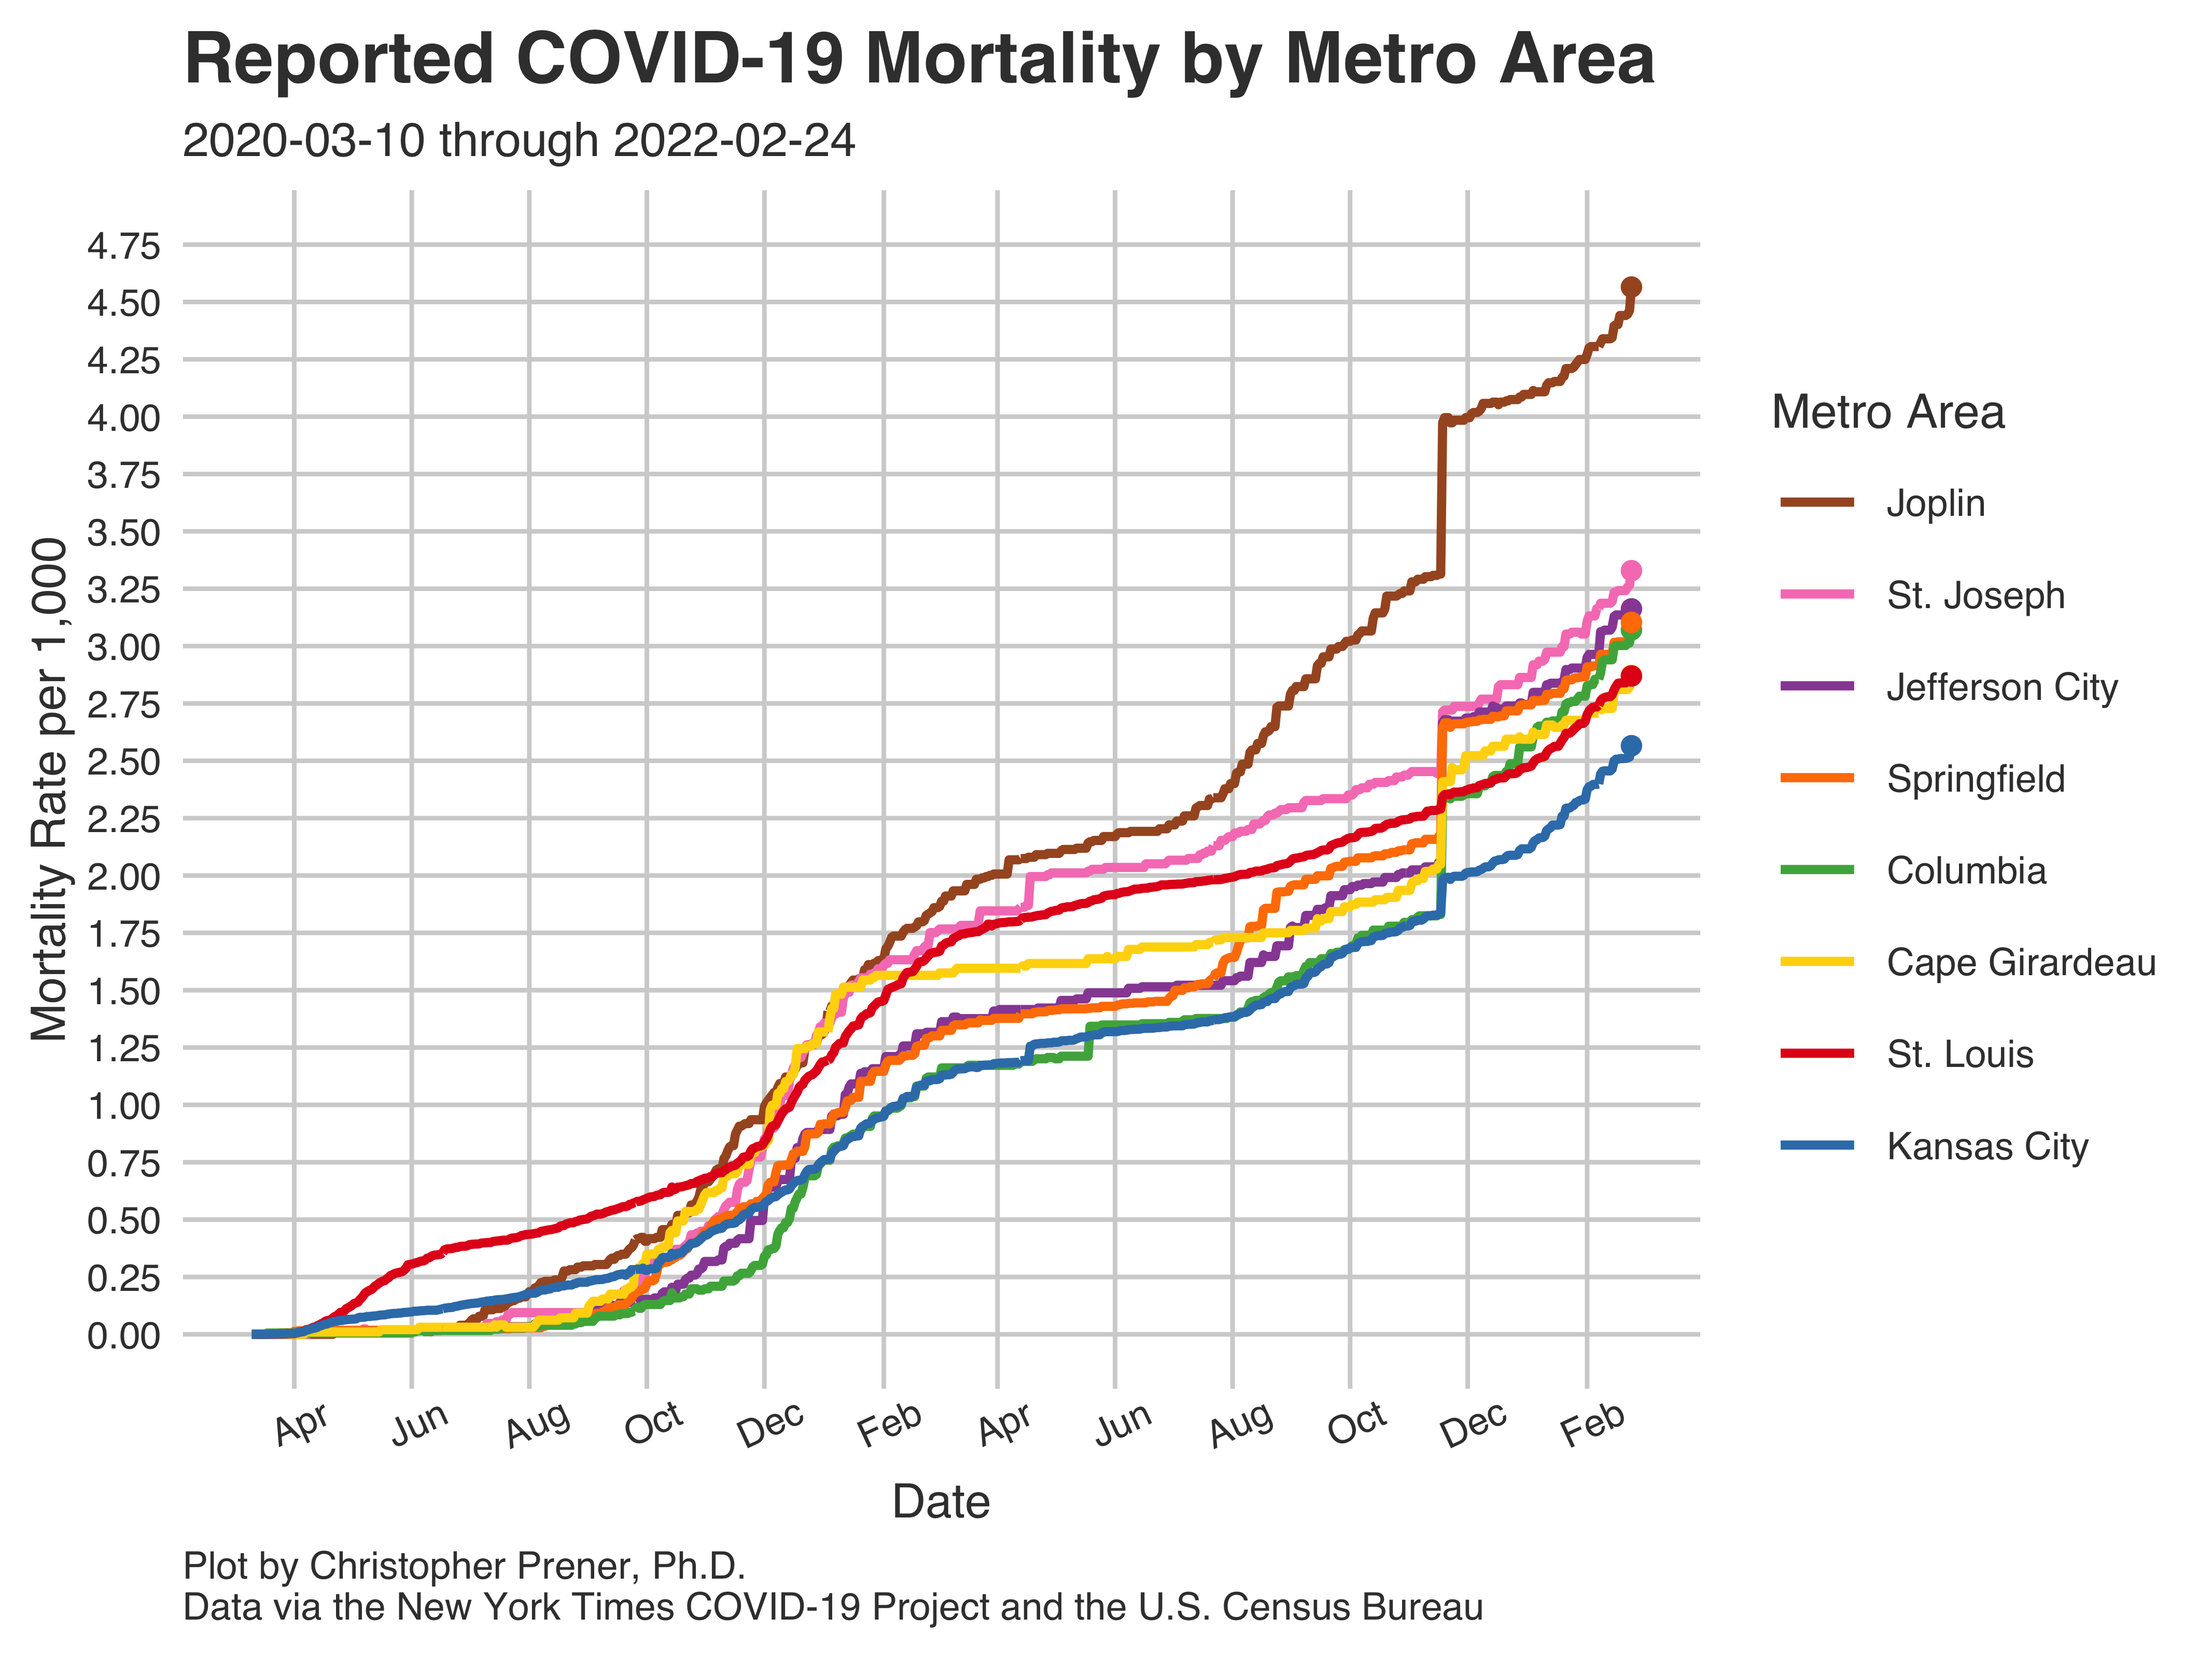 Reported COVID-19 Mortality by Metro Area
2020-03-10 through 2022-02-24
Mortality Rate per 1,000
4.75
4.50
4.25
4.00
3.75
3.50
3.25
3.00
2.75
2.50
2.25
2.00
1.75
1.50
1.25
1.00
0.75
0.50
0.25
0.00
Apr
Jun
Aug
Oct
Dec
Feb
Apr
Jun
Aug
Oct
Dec
Feb
Date
Metro Area
Joplin
St. Joseph
Jefferson City
Springfield
Columbia
Cape Girardeau
St. Louis
Kansas City
Plot by Christopher Prener, Ph.D.
Data via the New York Times COVID-19 Project and the U.S. Census Bureau